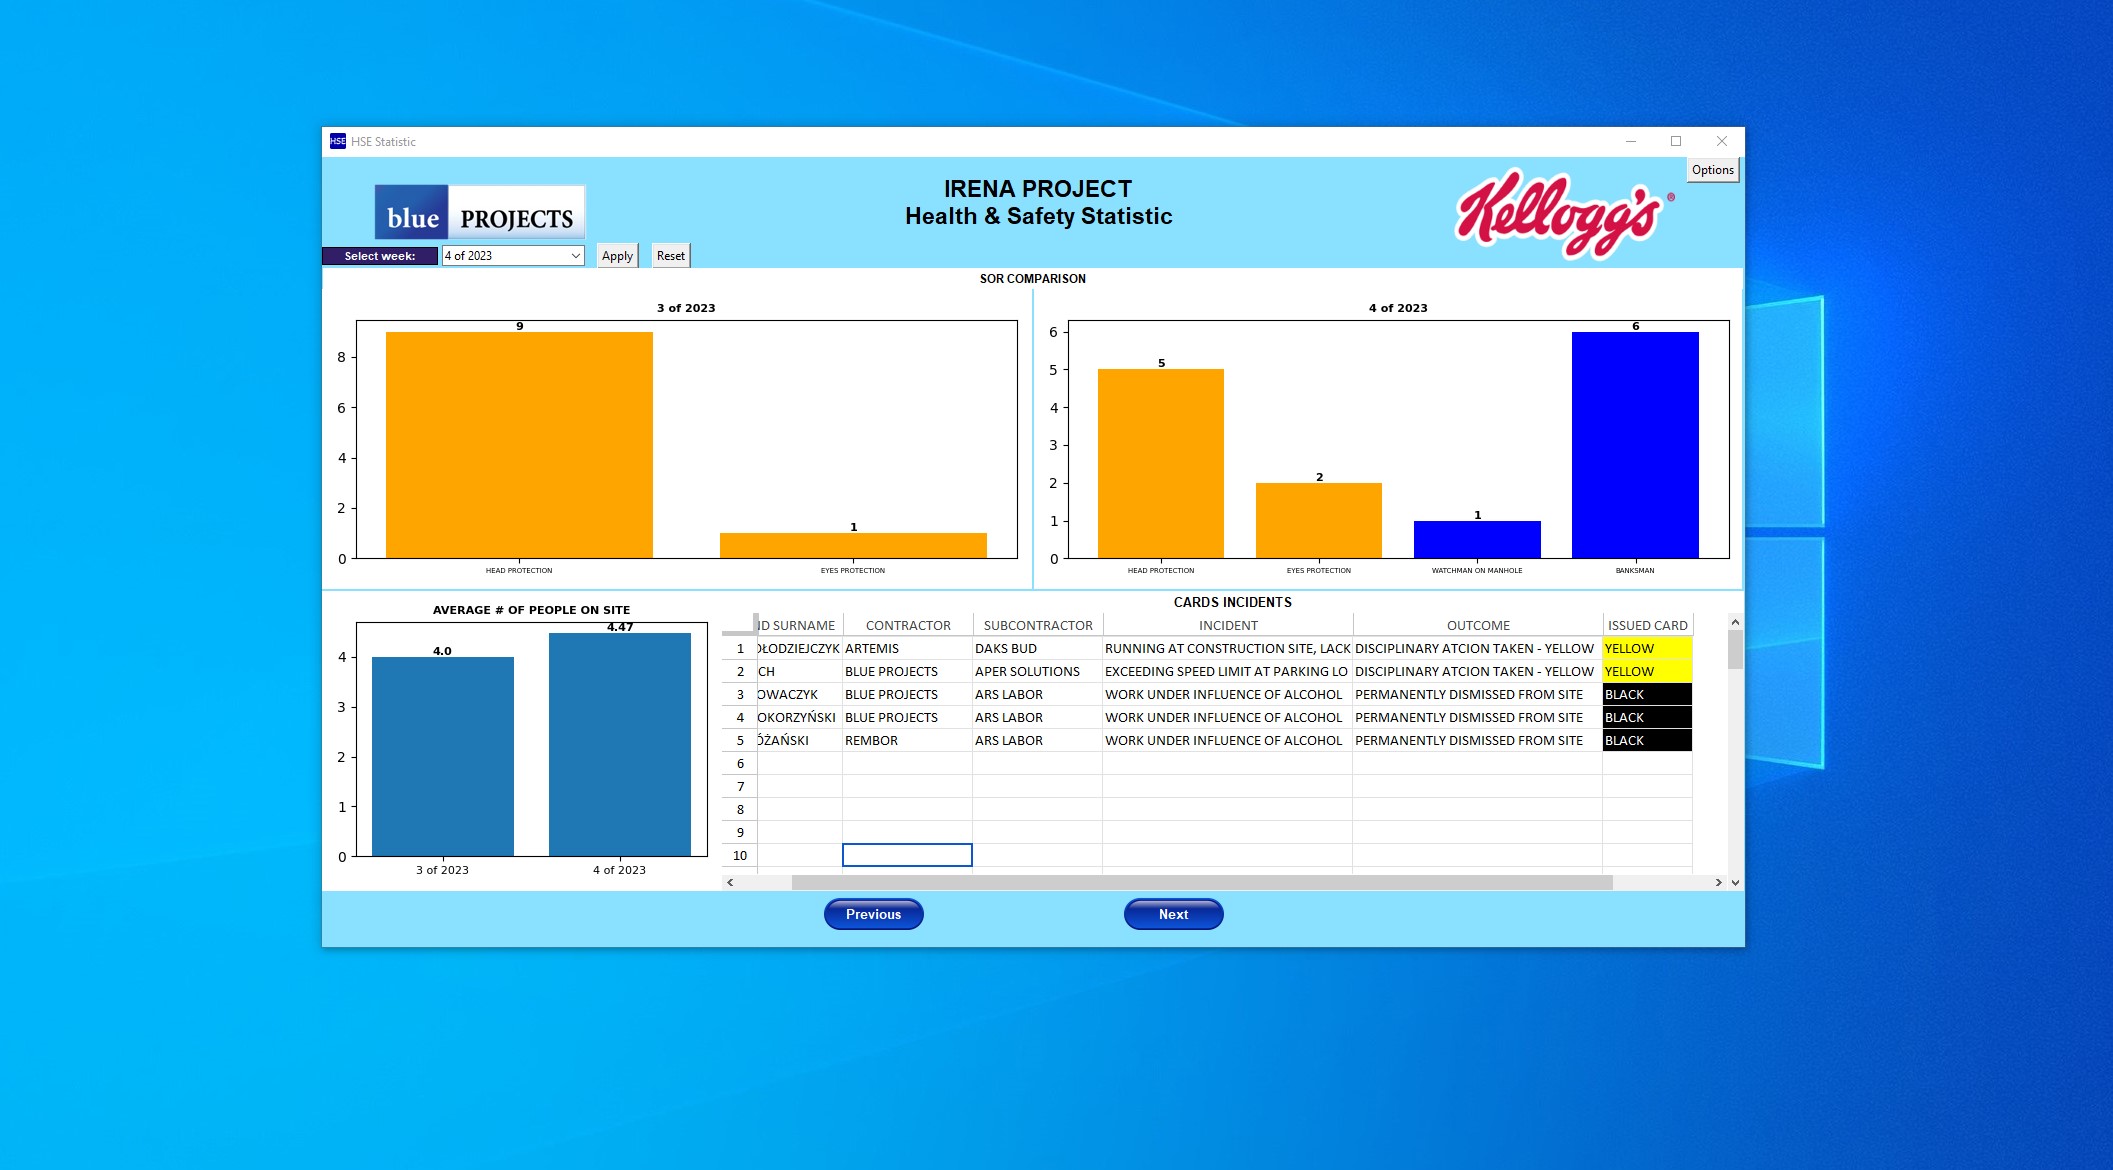 HSE HSE Statistic
Options
blue PROJECTS
IRENA PROJECT
Health & Safety Statistic
Kellogg's ®
Select week: 4 of 2023 Apply Reset
SOR COMPARISON
3 of 2023
9
8
6
4
2
0
1
HEAD PROTECTION EYES PROTECTION
4 of 2023
6
5
4
3
2
1
0
5
2
1
6
HEAD PROTECTION EYES PROTECTION WATCHMAN ON MANHOLE BANKSMAN
AVERAGE # OF PEOPLE ON SITE
4.0
4.47
4
3
2
1
0
3 of 2023 4 of 2023
CARDS INCIDENTS
ND SURNAME CONTRACTOR SUBCONTRACTOR INCIDENT OUTCOME ISSUED CARD
1 OŁODZIEJCZYK ARTEMIS DAKS BUD RUNNING AT CONSTRUCTION SITE, LACK DISCIPLINARY ATCION TAKEN - YELLOW YELLOW
2 CH BLUE PROJECTS APER SOLUTIONS EXCEEDING SPEED LIMIT AT PARKING LO DISCIPLINARY ATCION TAKEN - YELLOW YELLOW
3 OWACZYK BLUE PROJECTS ARS LABOR WORK UNDER INFLUENCE OF ALCOHOL PERMANENTLY DISMISSED FROM SITE BLACK
4 OKORZYŃSKI BLUE PROJECTS ARS LABOR WORK UNDER INFLUENCE OF ALCOHOL PERMANENTLY DISMISSED FROM SITE BLACK
5 ÓŻAŃSKI REMBOR ARS LABOR WORK UNDER INFLUENCE OF ALCOHOL PERMANENTLY DISMISSED FROM SITE BLACK
6
7
8
9
10
Previous Next